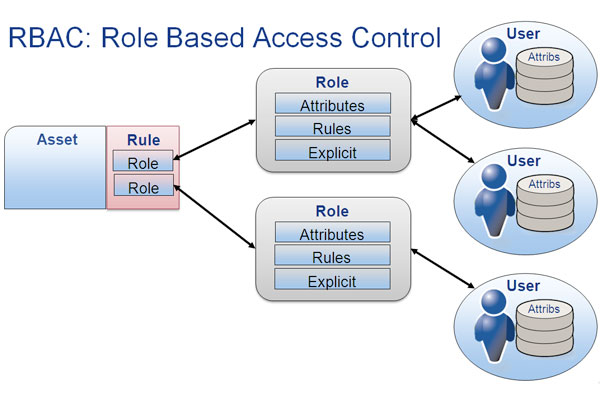 RBAC: Role Based Access Control
Asset
Rule
Role
Role
Role
Attributes
Rules
Explicit
Role
Attributes
Rules
Explicit
User
Attribs
User
Attribs
User
Attribs